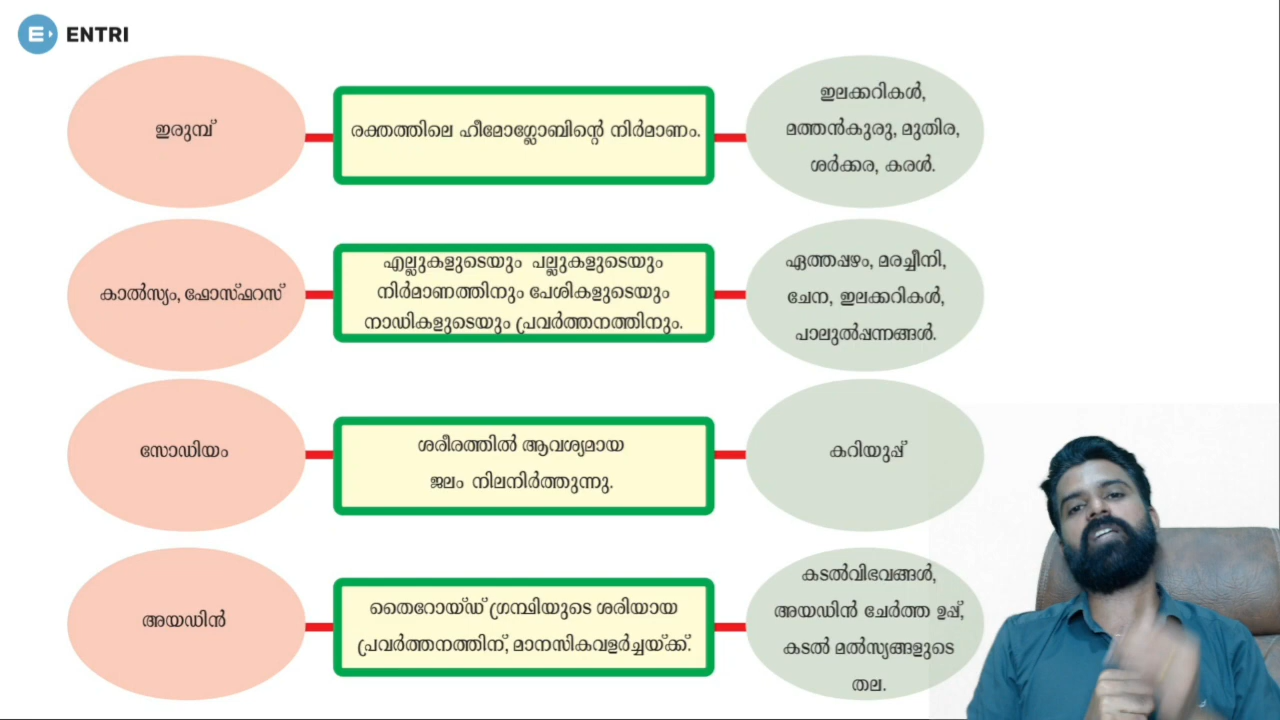 ENTRI
ഇരുമ്പ്
രക്തത്തിലെ ഹീമോഗ്ലോബിന്റെ നിർമാണം.
ഇലക്കറികൾ,
മത്തൻകുരു, മുതിര,
ശർക്കര, കരൾ.
കാൽസ്യം, ഫോസ്ഫറസ്
എല്ലുകളുടെയും പല്ലുകളുടെയും
നിർമാണത്തിനും പേശികളുടെയും
നാഡികളുടെയും പ്രവർത്തനത്തിനും.
ഏത്തപ്പഴം, മരച്ചീനി,
ചേന, ഇലക്കറികൾ,
പാലുൽപ്പന്നങ്ങൾ.
സോഡിയം
ശരീരത്തിൽ ആവശ്യമായ
ജലം നിലനിർത്തുന്നു.
കറിയുപ്പ്
അയഡിൻ
തൈറോയ്ഡ് ഗ്രന്ഥിയുടെ ശരിയായ
പ്രവർത്തനത്തിന്, മാനസികവളർച്ചയ്ക്ക്.
കടൽവിഭവങ്ങൾ,
അയഡിൻ ചേർത്ത ഉപ്പ്,
കടൽ മൽസ്യങ്ങളുടെ
തല.